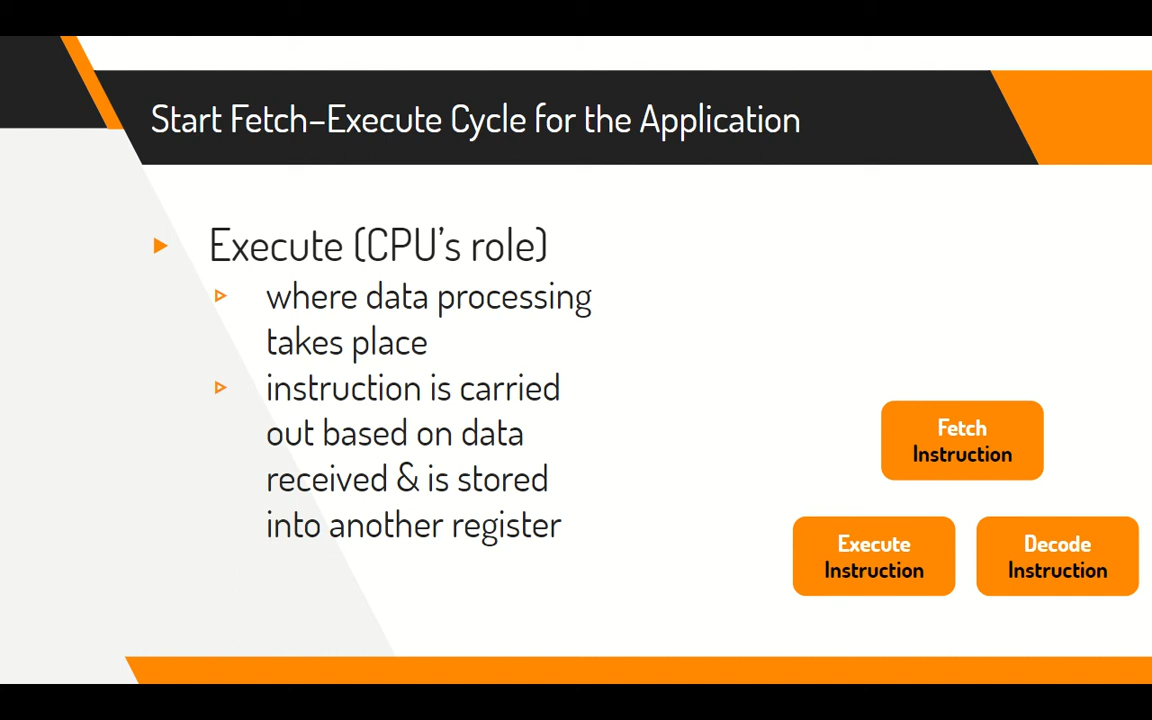 Start Fetch–Execute Cycle for the Application
Execute (CPU's role)
where data processing
takes place
instruction is carried
out based on data
received & is stored
into another register
Fetch
Instruction
Execute
Instruction
Decode
Instruction